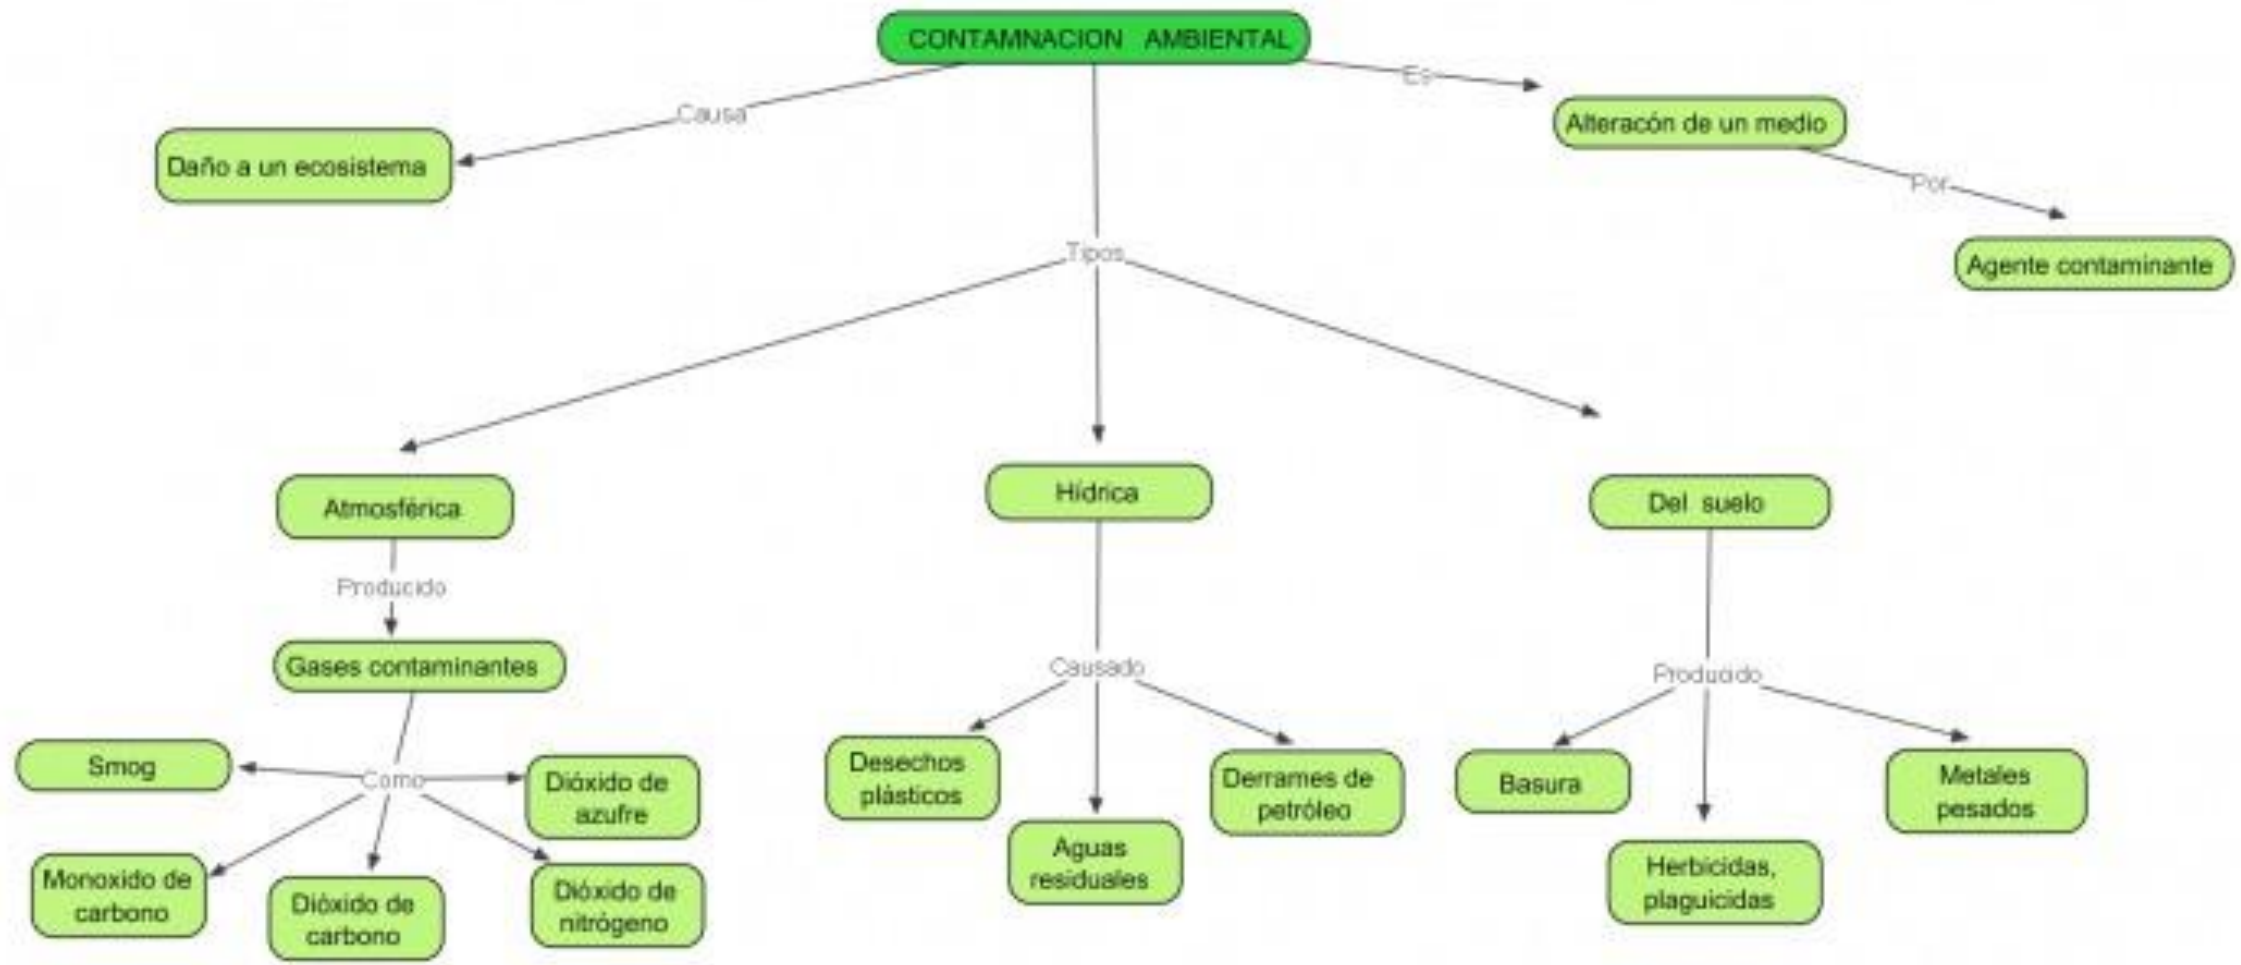 CONTAMNACION AMBIENTAL
Es
Causa
Alteracón de un medio
Daño a un ecosistema
Por
Tipos
Agente contaminante
Atmosférica
Hídrica
Del suelo
Producido
Gases contaminantes
Causado
Producido
Smog
Como
Dióxido de
azufre
Monoxido de
carbono
Dióxido de
carbono
Dióxido de
nitrógeno
Desechos
plásticos
Aguas
residuales
Derrames de
petróleo
Basura
Herbicidas,
plaguicidas
Metales
pesados